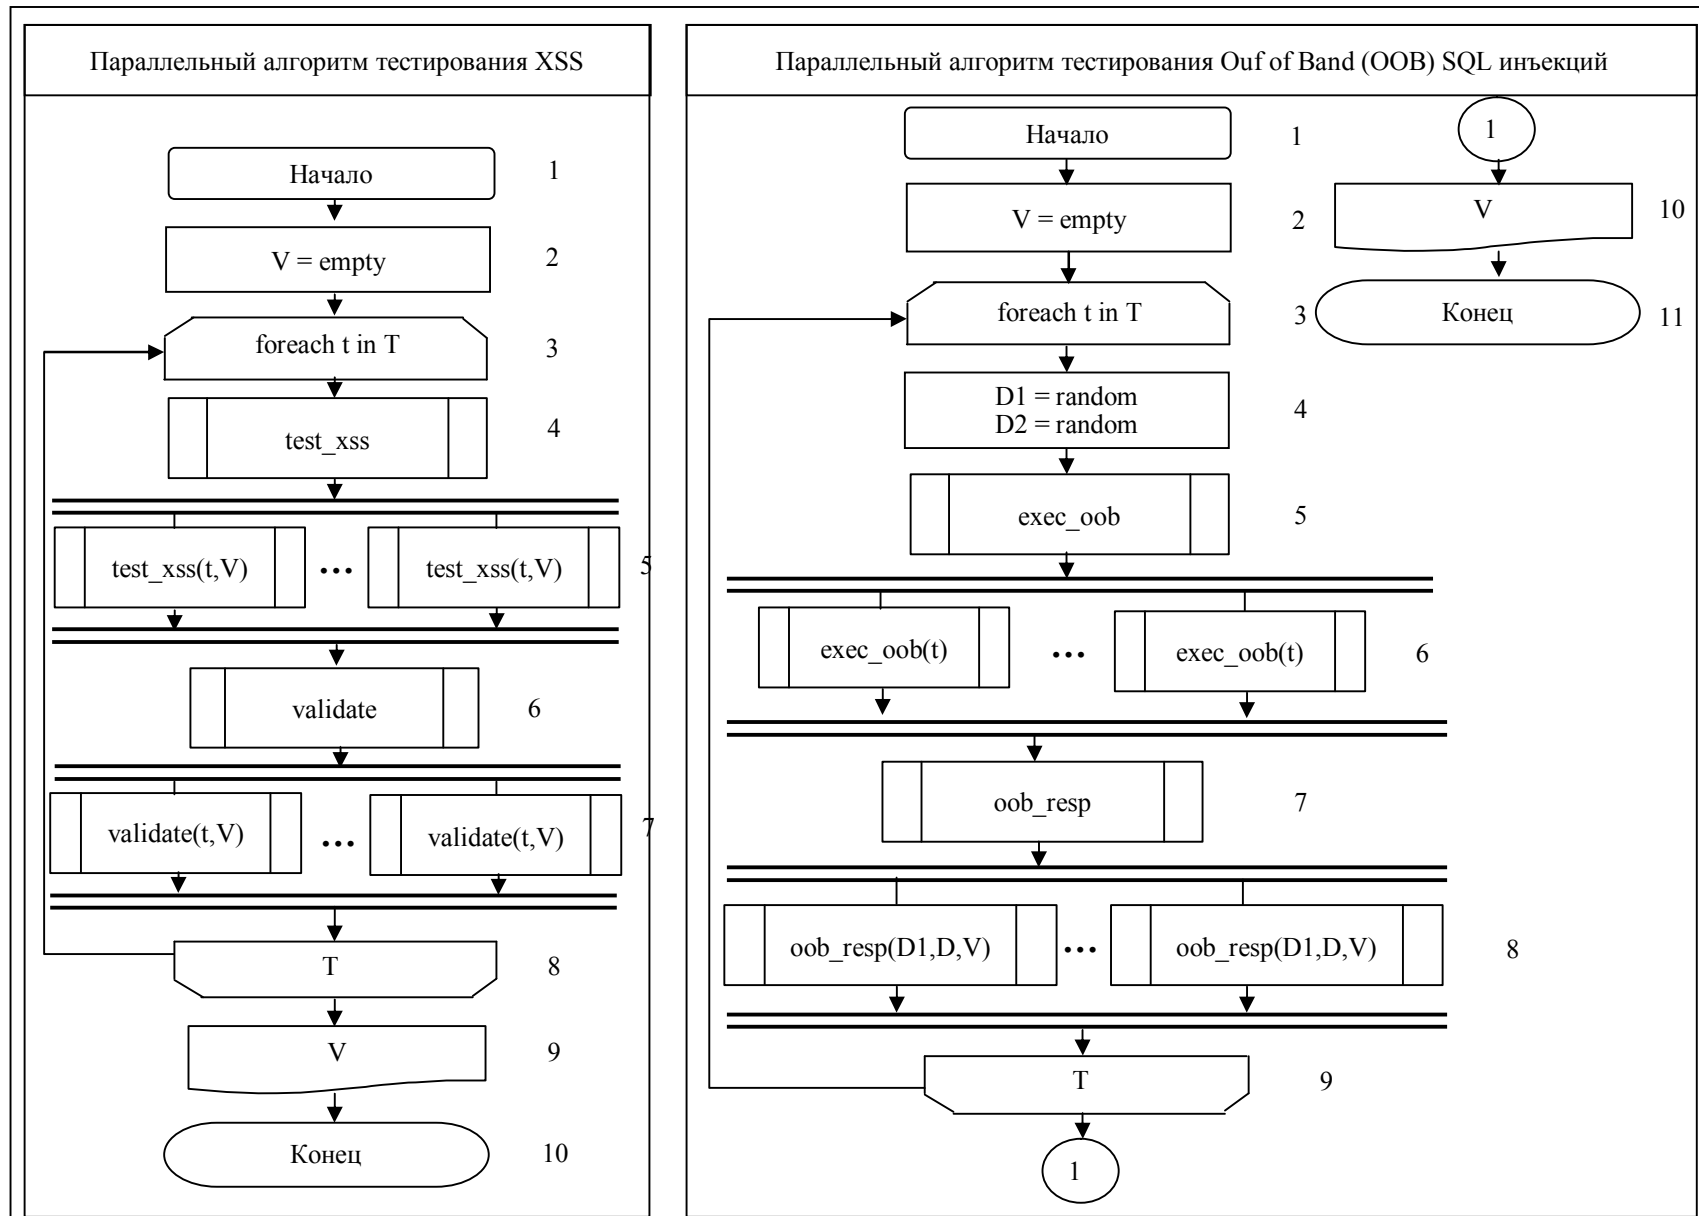 Параллельный алгоритм тестирования XSS
Начало
1
V = empty
2
foreach t in T
3
test_xss
4
test_xss(t,V)
...
test_xss(t,V)
5
validate
6
validate(t,V)
...
validate(t,V)
7
T
8
V
9
Конец
10
Параллельный алгоритм тестирования Ouf of Band (OOB) SQL инъекций
Начало
1
V = empty
2
foreach t in T
3
D1 = random
D2 = random
4
exec_oob
5
exec_oob(t)
...
exec_oob(t)
6
oob_resp
7
oob_resp(D1,D,V)
...
oob_resp(D1,D,V)
8
T
9
1
1
V
10
Конец
11